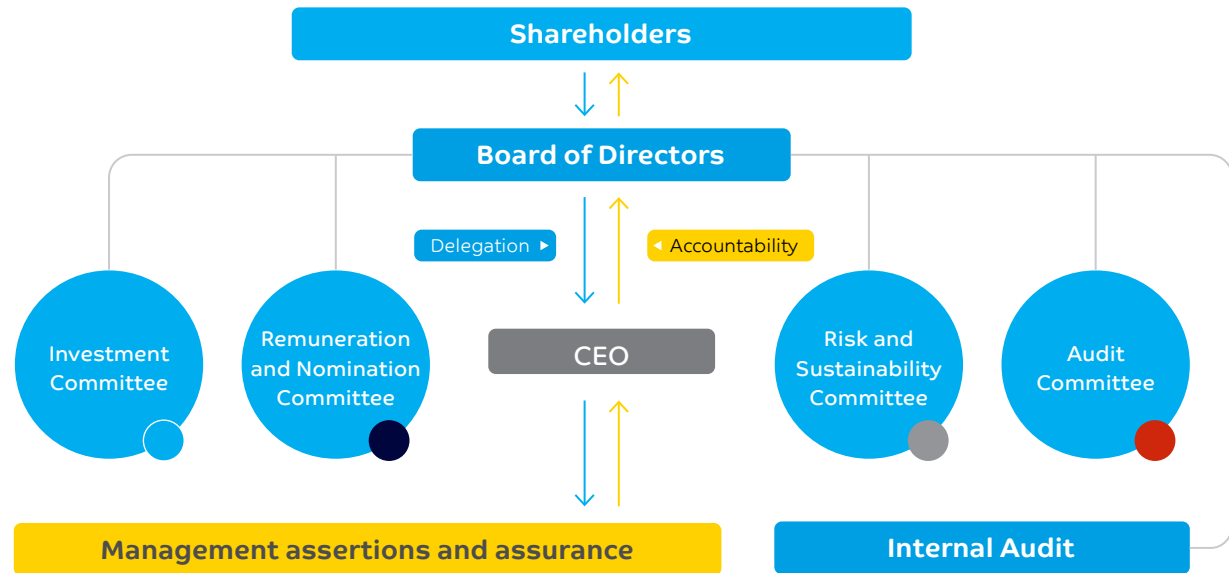 Shareholders
Board of Directors
Delegation
Accountability
Investment
Committee
Remuneration
and Nomination
Committee
CEO
Risk and
Sustainability
Committee
Audit
Committee
Management assertions and assurance
Internal Audit